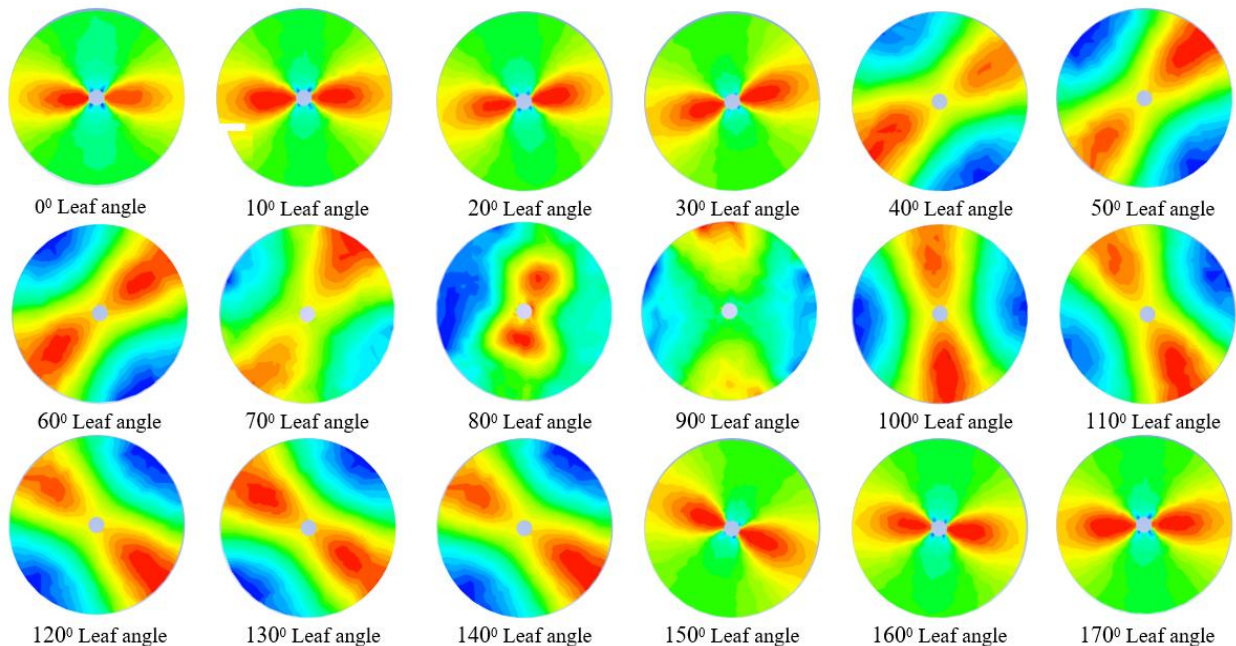 0⁰ Leaf angle
10⁰ Leaf angle
20⁰ Leaf angle
30⁰ Leaf angle
40⁰ Leaf angle
50⁰ Leaf angle
60⁰ Leaf angle
70⁰ Leaf angle
80⁰ Leaf angle
90⁰ Leaf angle
100⁰ Leaf angle
110⁰ Leaf angle
120⁰ Leaf angle
130⁰ Leaf angle
140⁰ Leaf angle
150⁰ Leaf angle
160⁰ Leaf angle
170⁰ Leaf angle